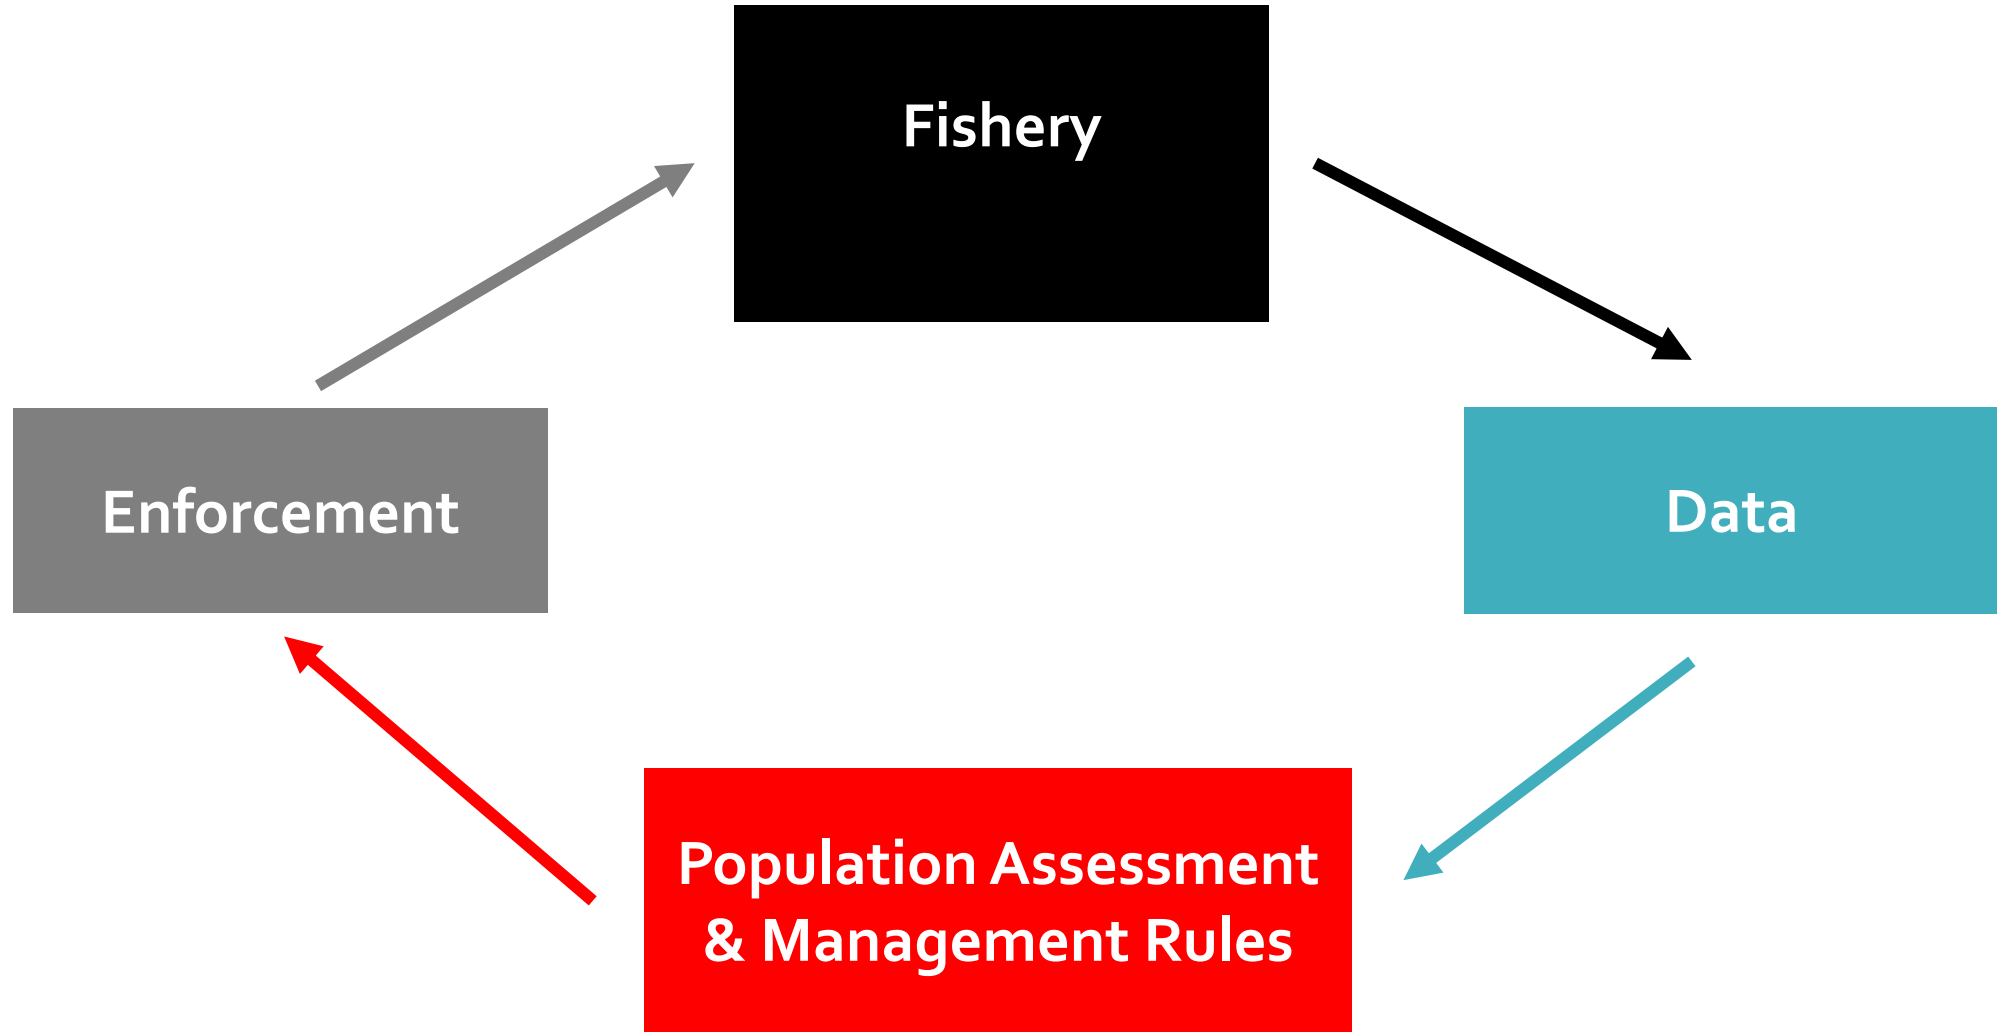 Fishery
Enforcement
Data
Population Assessment
& Management Rules